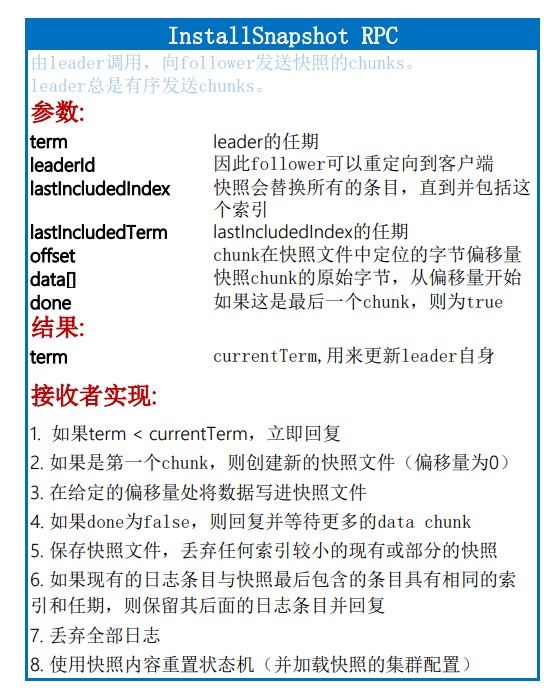 InstallSnapshot RPC
由leader调用，向follower发送快照的chunks。
leader总是有序发送chunks。
参数:
term leader的任期
leaderId 因此follower可以重定向到客户端
lastIncludedIndex 快照会替换所有的条目，直到并包括这
个索引
lastIncludedTerm lastIncludedIndex的任期
offset chunk在快照文件中定位的字节偏移量
data[] 快照chunk的原始字节，从偏移量开始
done 如果这是最后一个chunk，则为true
结果:
term currentTerm,用来更新leader自身
接收者实现:
1. 如果term < currentTerm，立即回复
2. 如果是第一个chunk，则创建新的快照文件（偏移量为0）
3. 在给定的偏移量处将数据写进快照文件
4. 如果done为false，则回复并等待更多的data chunk
5. 保存快照文件，丢弃任何索引较小的现有或部分的快照
6. 如果现有的日志条目与快照最后包含的条目具有相同的索
引和任期，则保留其后面的日志条目并回复
7. 丢弃全部日志
8. 使用快照内容重置状态机（并加载快照的集群配置）